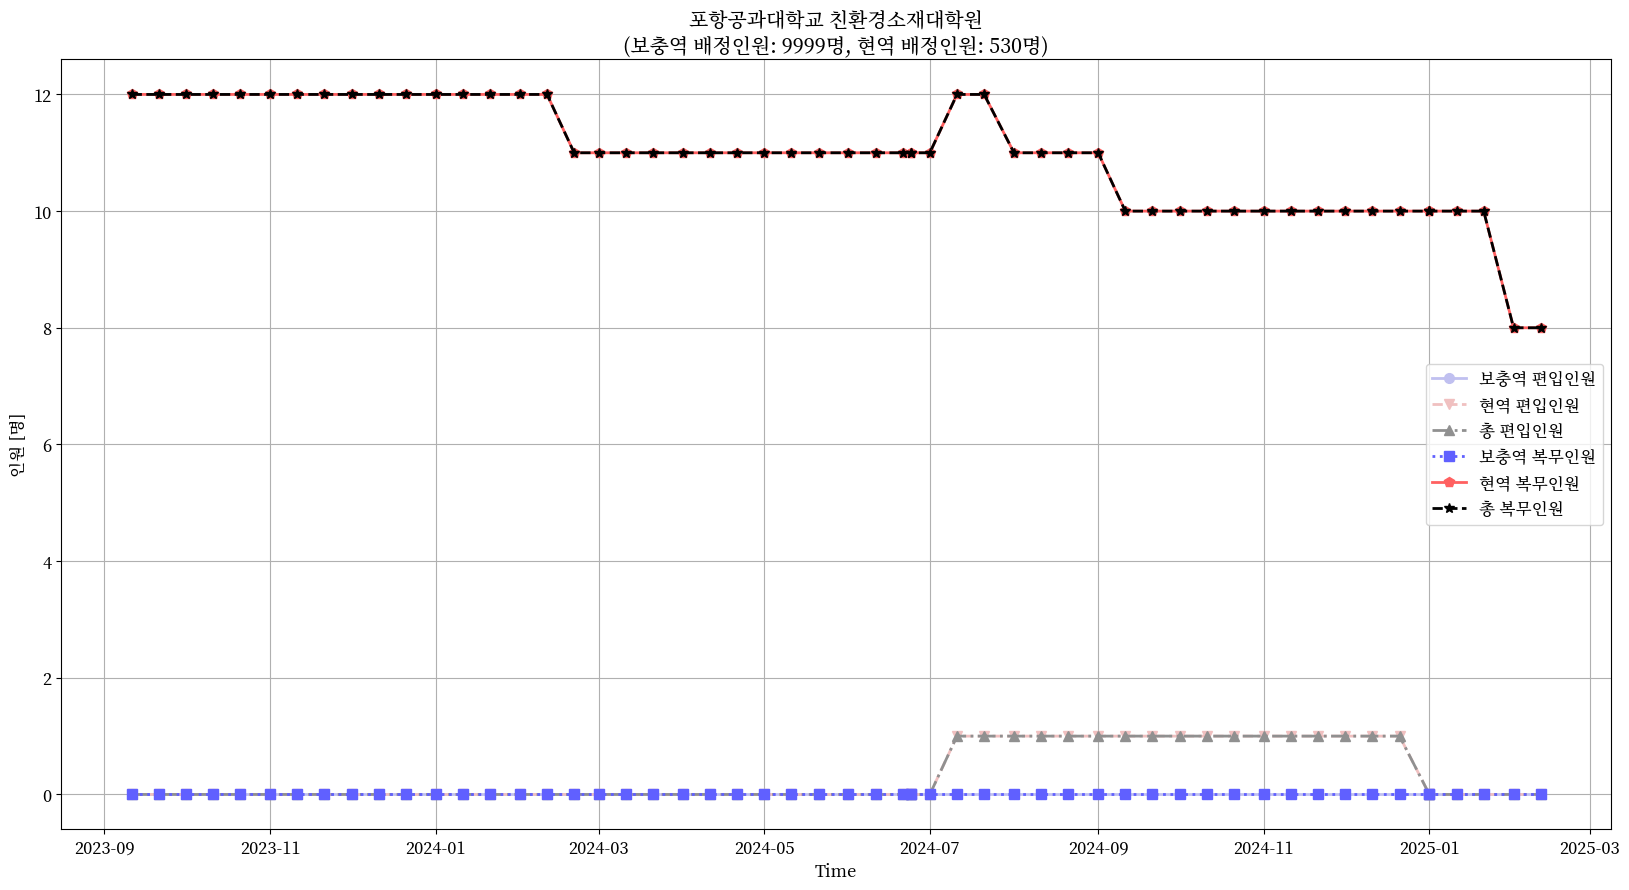 포항공과대학교 친환경소재대학원
(보충역 배정인원: 9999명, 현역 배정인원: 530명)
12
10
8
6
4
2
0
인원 [명]
보충역 편입인원
현역 편입인원
총 편입인원
보충역 복무인원
현역 복무인원
총 복무인원
2023-09
2023-11
2024-01
2024-03
2024-05
2024-07
2024-09
2024-11
2025-01
2025-03
Time